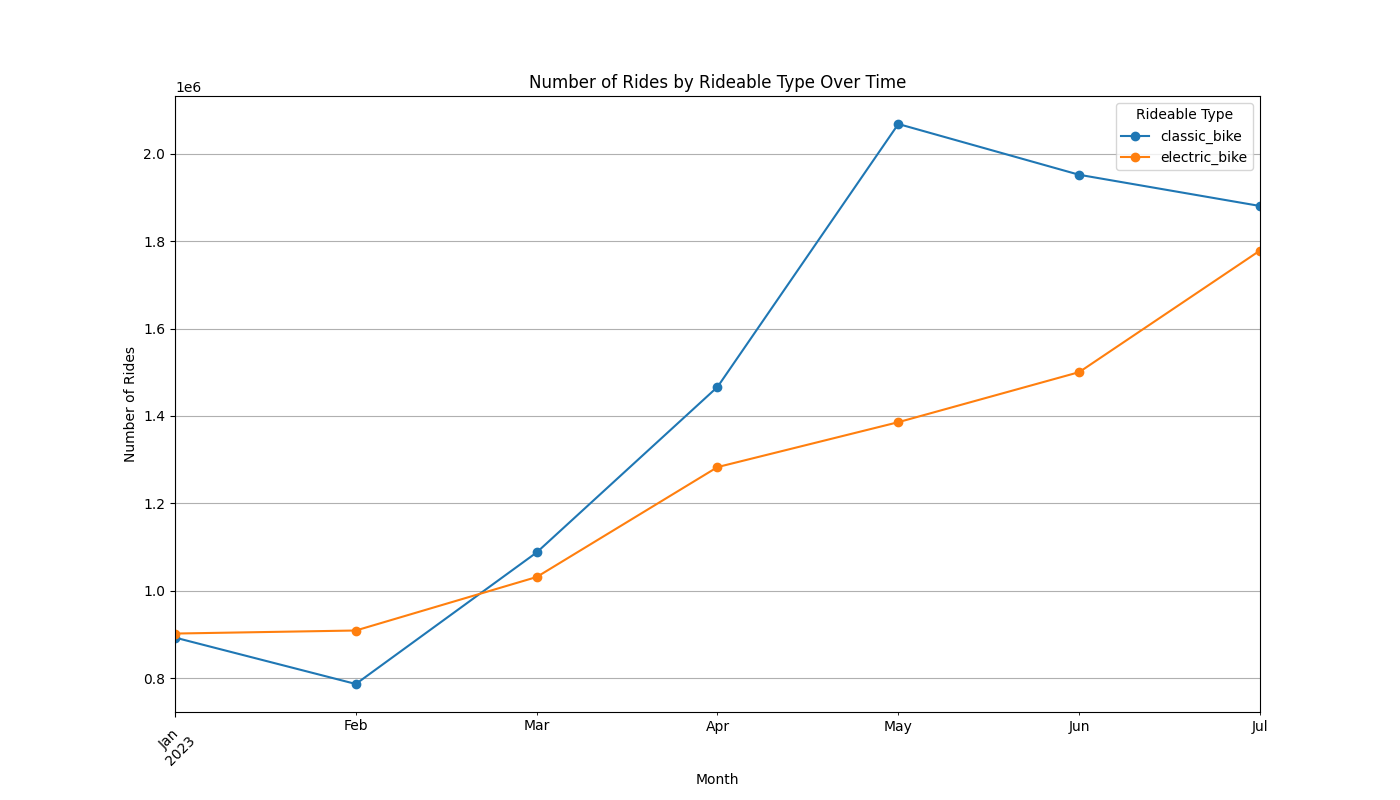 Number of Rides by Rideable Type Over Time
1e6
Rideable Type
classic_bike
electric_bike
2.0
1.8
1.6
1.4
1.2
1.0
0.8
Number of Rides
Jan
2023
Feb
Mar
Apr
May
Jun
Jul
Month